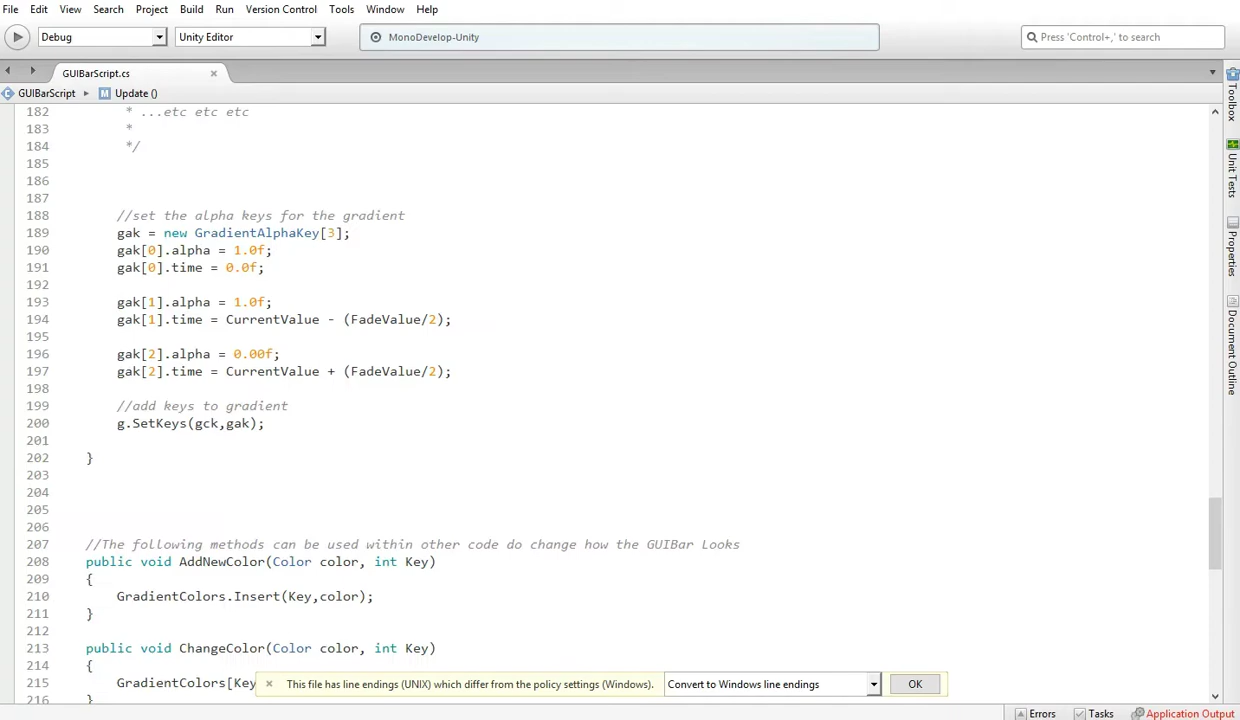 File Edit View Search Project Build Run Version Control Tools Window Help
Debug Unity Editor MonoDevelop-Unity Press 'Control+,' to search
GUIBarScript.cs
GUIBarScript Update ()
182 * ...etc etc etc
183 *
184 */
185
186
187
188 //set the alpha keys for the gradient
189 gak = new GradientAlphaKey[3];
190 gak[0].alpha = 1.0f;
191 gak[0].time = 0.0f;
192
193 gak[1].alpha = 1.0f;
194 gak[1].time = CurrentValue - (FadeValue/2);
195
196 gak[2].alpha = 0.00f;
197 gak[2].time = CurrentValue + (FadeValue/2);
198
199 //add keys to gradient
200 g.SetKeys(gck,gak);
201
202 }
203
204
205
206
207 //The following methods can be used within other code do change how the GUIBar Looks
208 public void AddNewColor(Color color, int Key)
209 {
210 GradientColors.Insert(Key,color);
211 }
212
213 public void ChangeColor(Color color, int Key)
214 {
215 GradientColors[Key
216 }
This file has line endings (UNIX) which differ from the policy settings (Windows). Convert to Windows line endings OK
Toolbox
Unit Tests
Properties
Document Outline
Errors Tasks Application Output